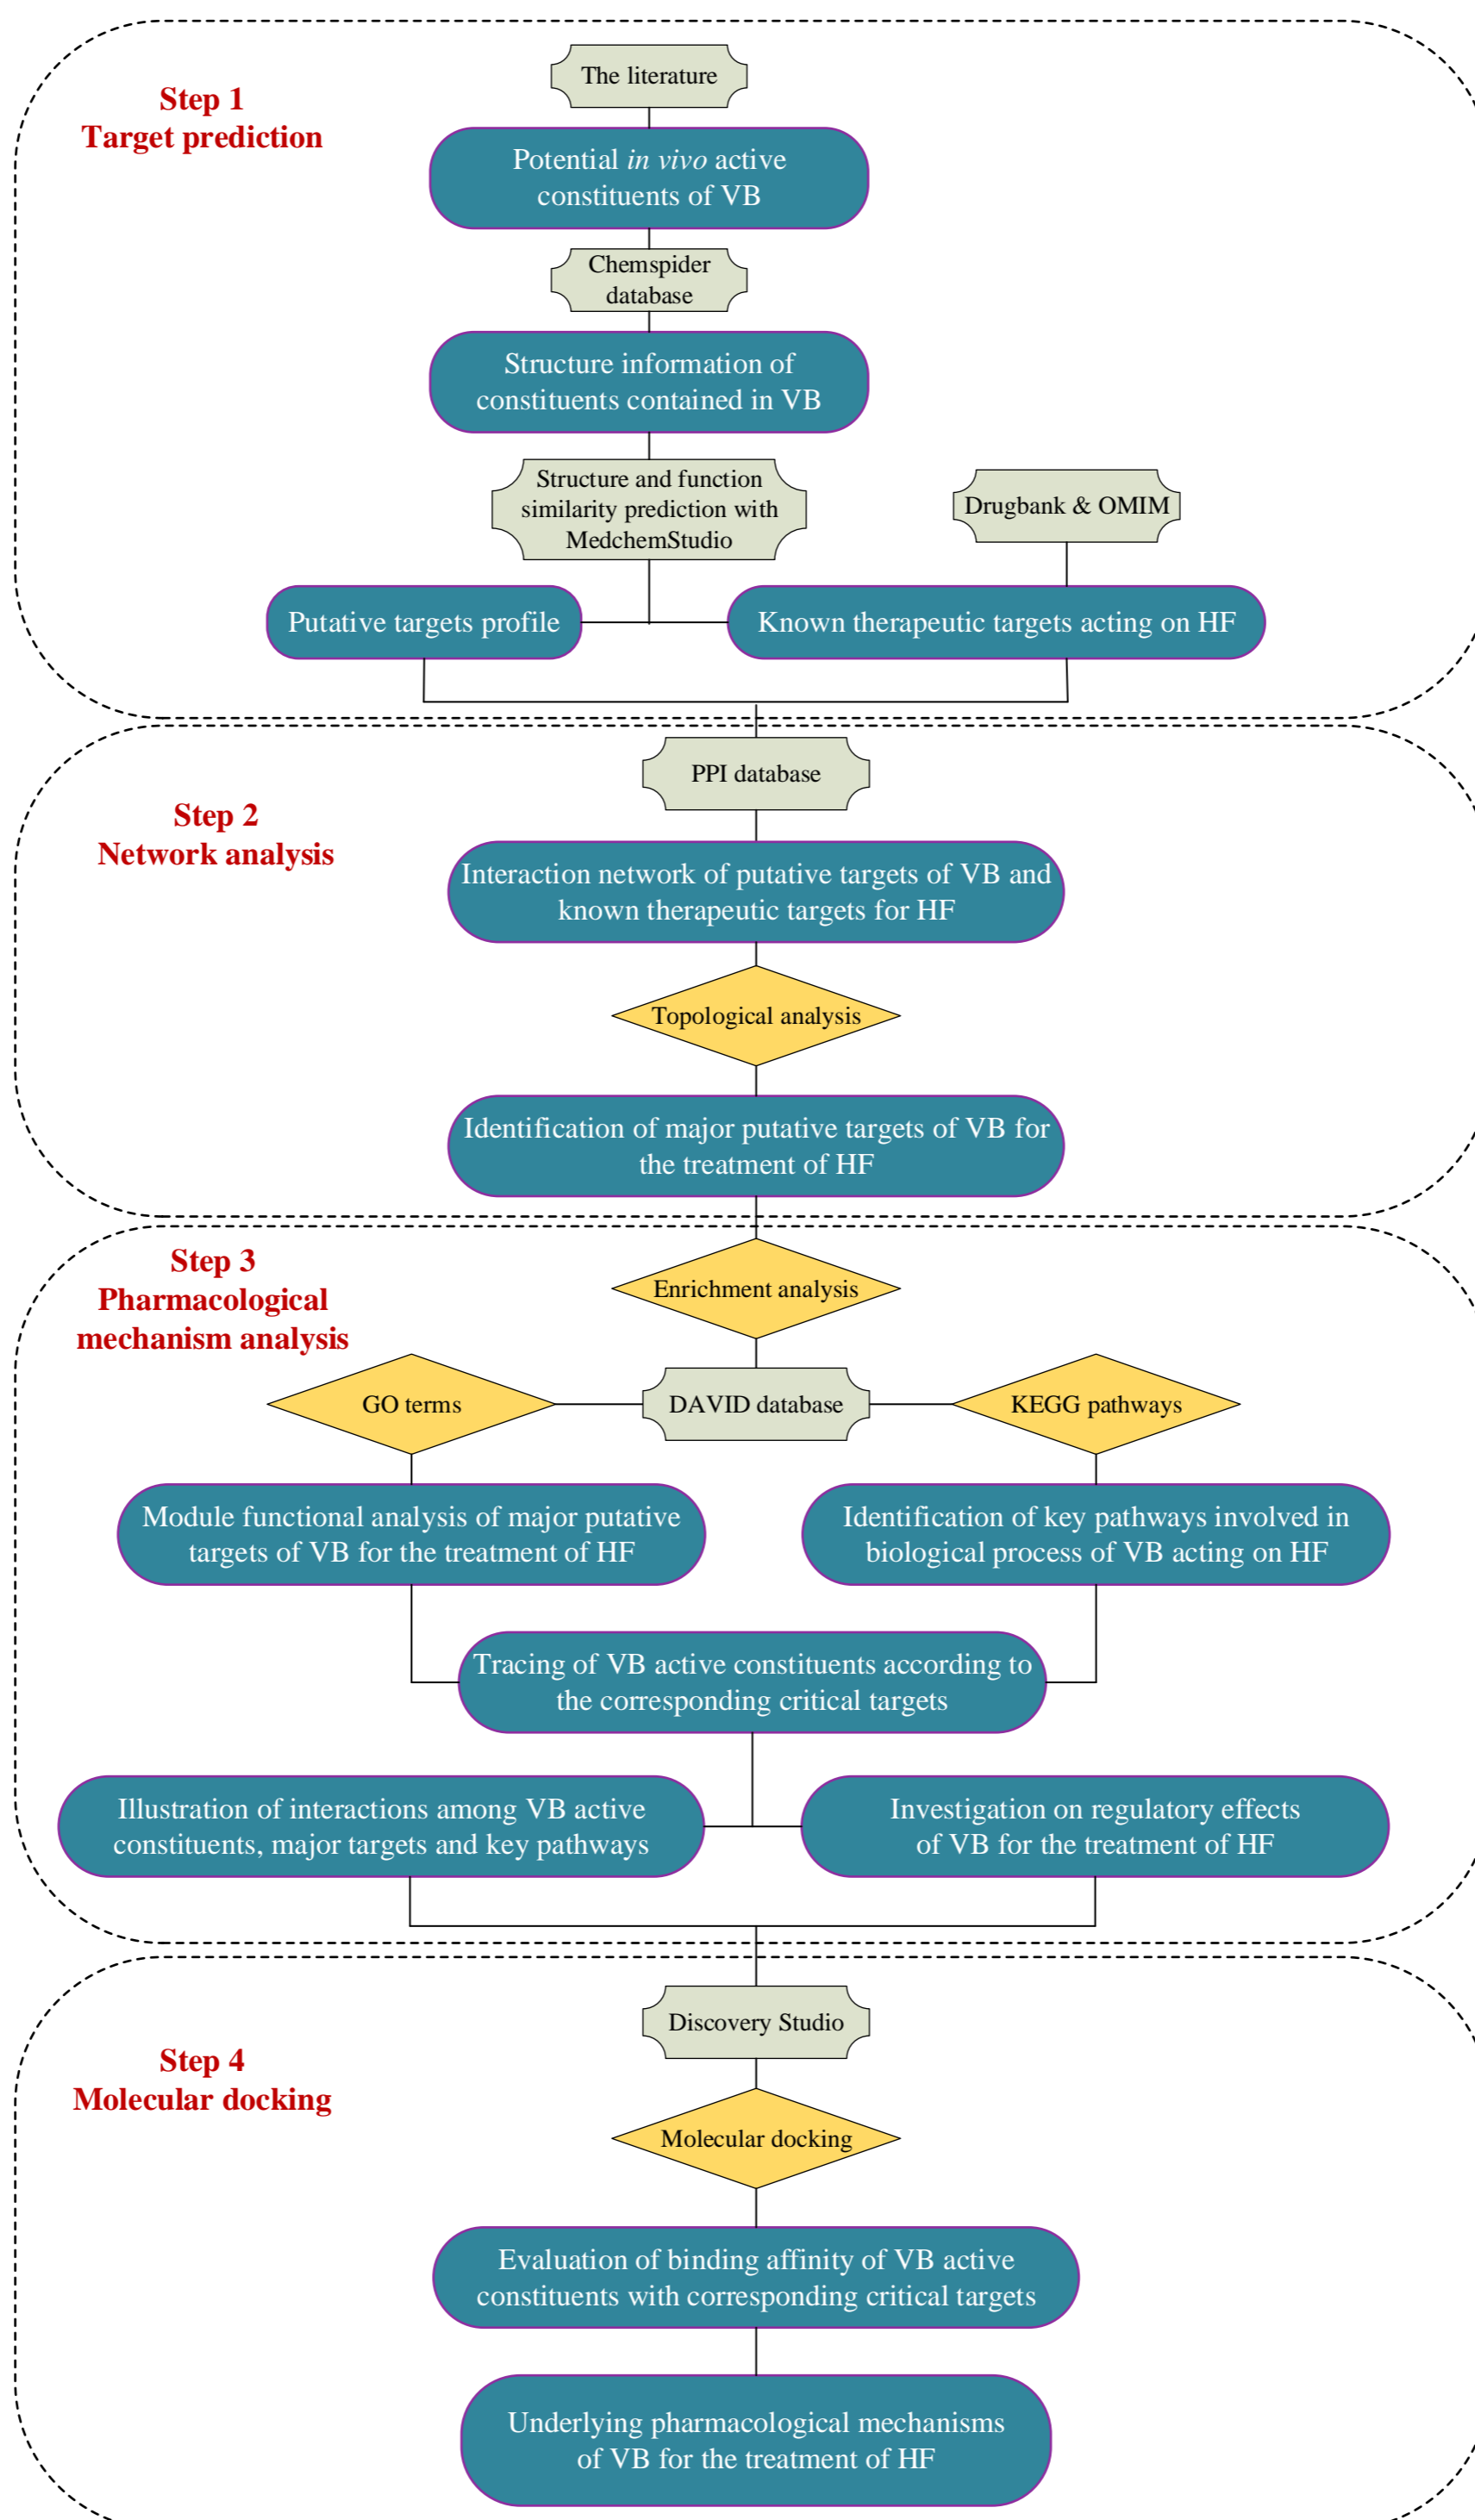 Step 1
Target prediction
The literature
Potential in vivo active
constituents of VB
Chemspider
database
Structure information of
constituents contained in VB
Structure and function
similarity prediction with
MedchemStudio
Drugbank & OMIM
Putative targets profile
Known therapeutic targets acting on HF
Step 2
Network analysis
PPI database
Interaction network of putative targets of VB and
known therapeutic targets for HF
Topological analysis
Identification of major putative targets of VB for
the treatment of HF
Step 3
Pharmacological
mechanism analysis
Enrichment analysis
GO terms
DAVID database
KEGG pathways
Module functional analysis of major putative
targets of VB for the treatment of HF
Identification of key pathways involved in
biological process of VB acting on HF
Tracing of VB active constituents according to
the corresponding critical targets
Illustration of interactions among VB active
constituents, major targets and key pathways
Investigation on regulatory effects
of VB for the treatment of HF
Step 4
Molecular docking
Discovery Studio
Molecular docking
Evaluation of binding affinity of VB active
constituents with corresponding critical targets
Underlying pharmacological mechanisms
of VB for the treatment of HF